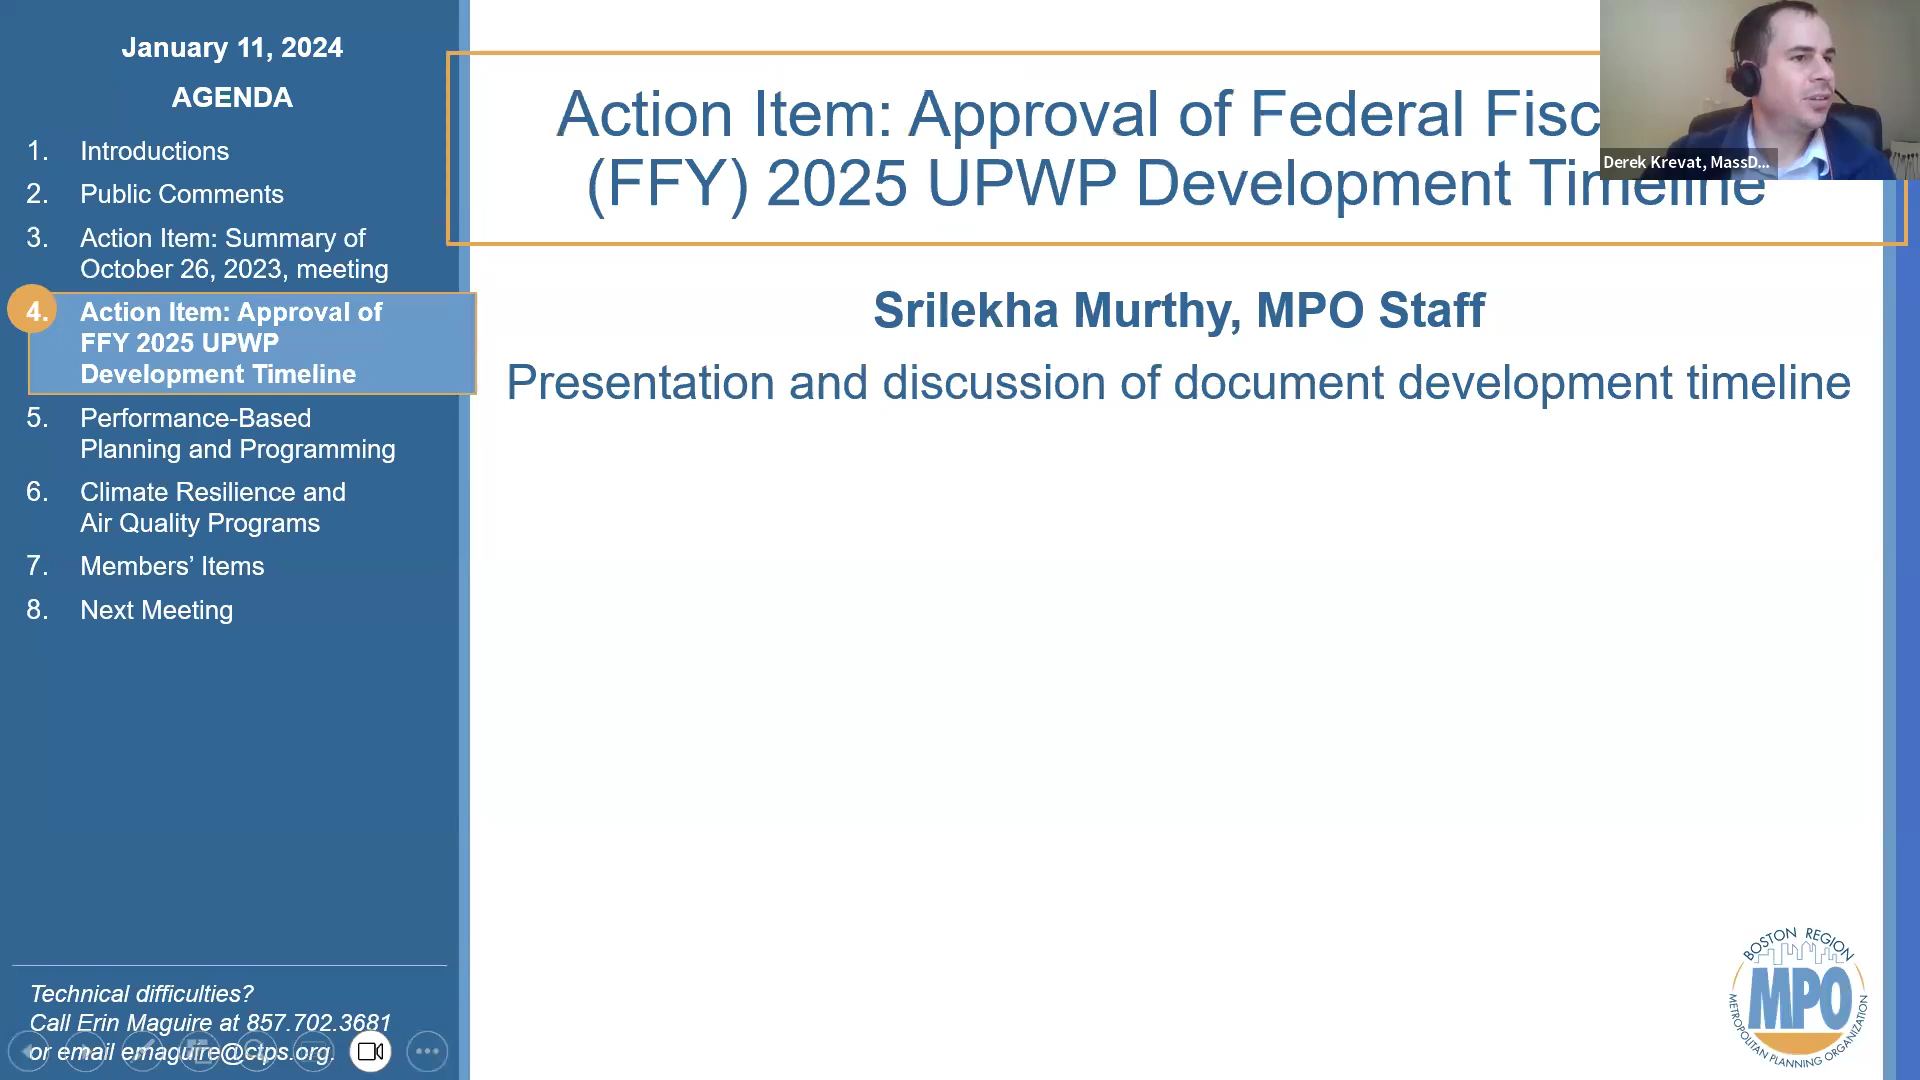 January 11, 2024
AGENDA
1. Introductions
2. Public Comments
3. Action Item: Summary of
October 26, 2023, meeting
4. Action Item: Approval of
FFY 2025 UPWP
Development Timeline
5. Performance-Based
Planning and Programming
6. Climate Resilience and
Air Quality Programs
7. Members’ Items
8. Next Meeting
Technical difficulties?
Call Erin Maguire at 857.702.3681
or email emaguire@ctps.org.
Action Item: Approval of Federal Fisc
(FFY) 2025 UPWP Development Timeline
Srilekha Murthy, MPO Staff
Presentation and discussion of document development timeline
Derek Krevat, MassD...
BOSTON REGION
MPO
METROPOLITAN PLANNING ORGANIZATION